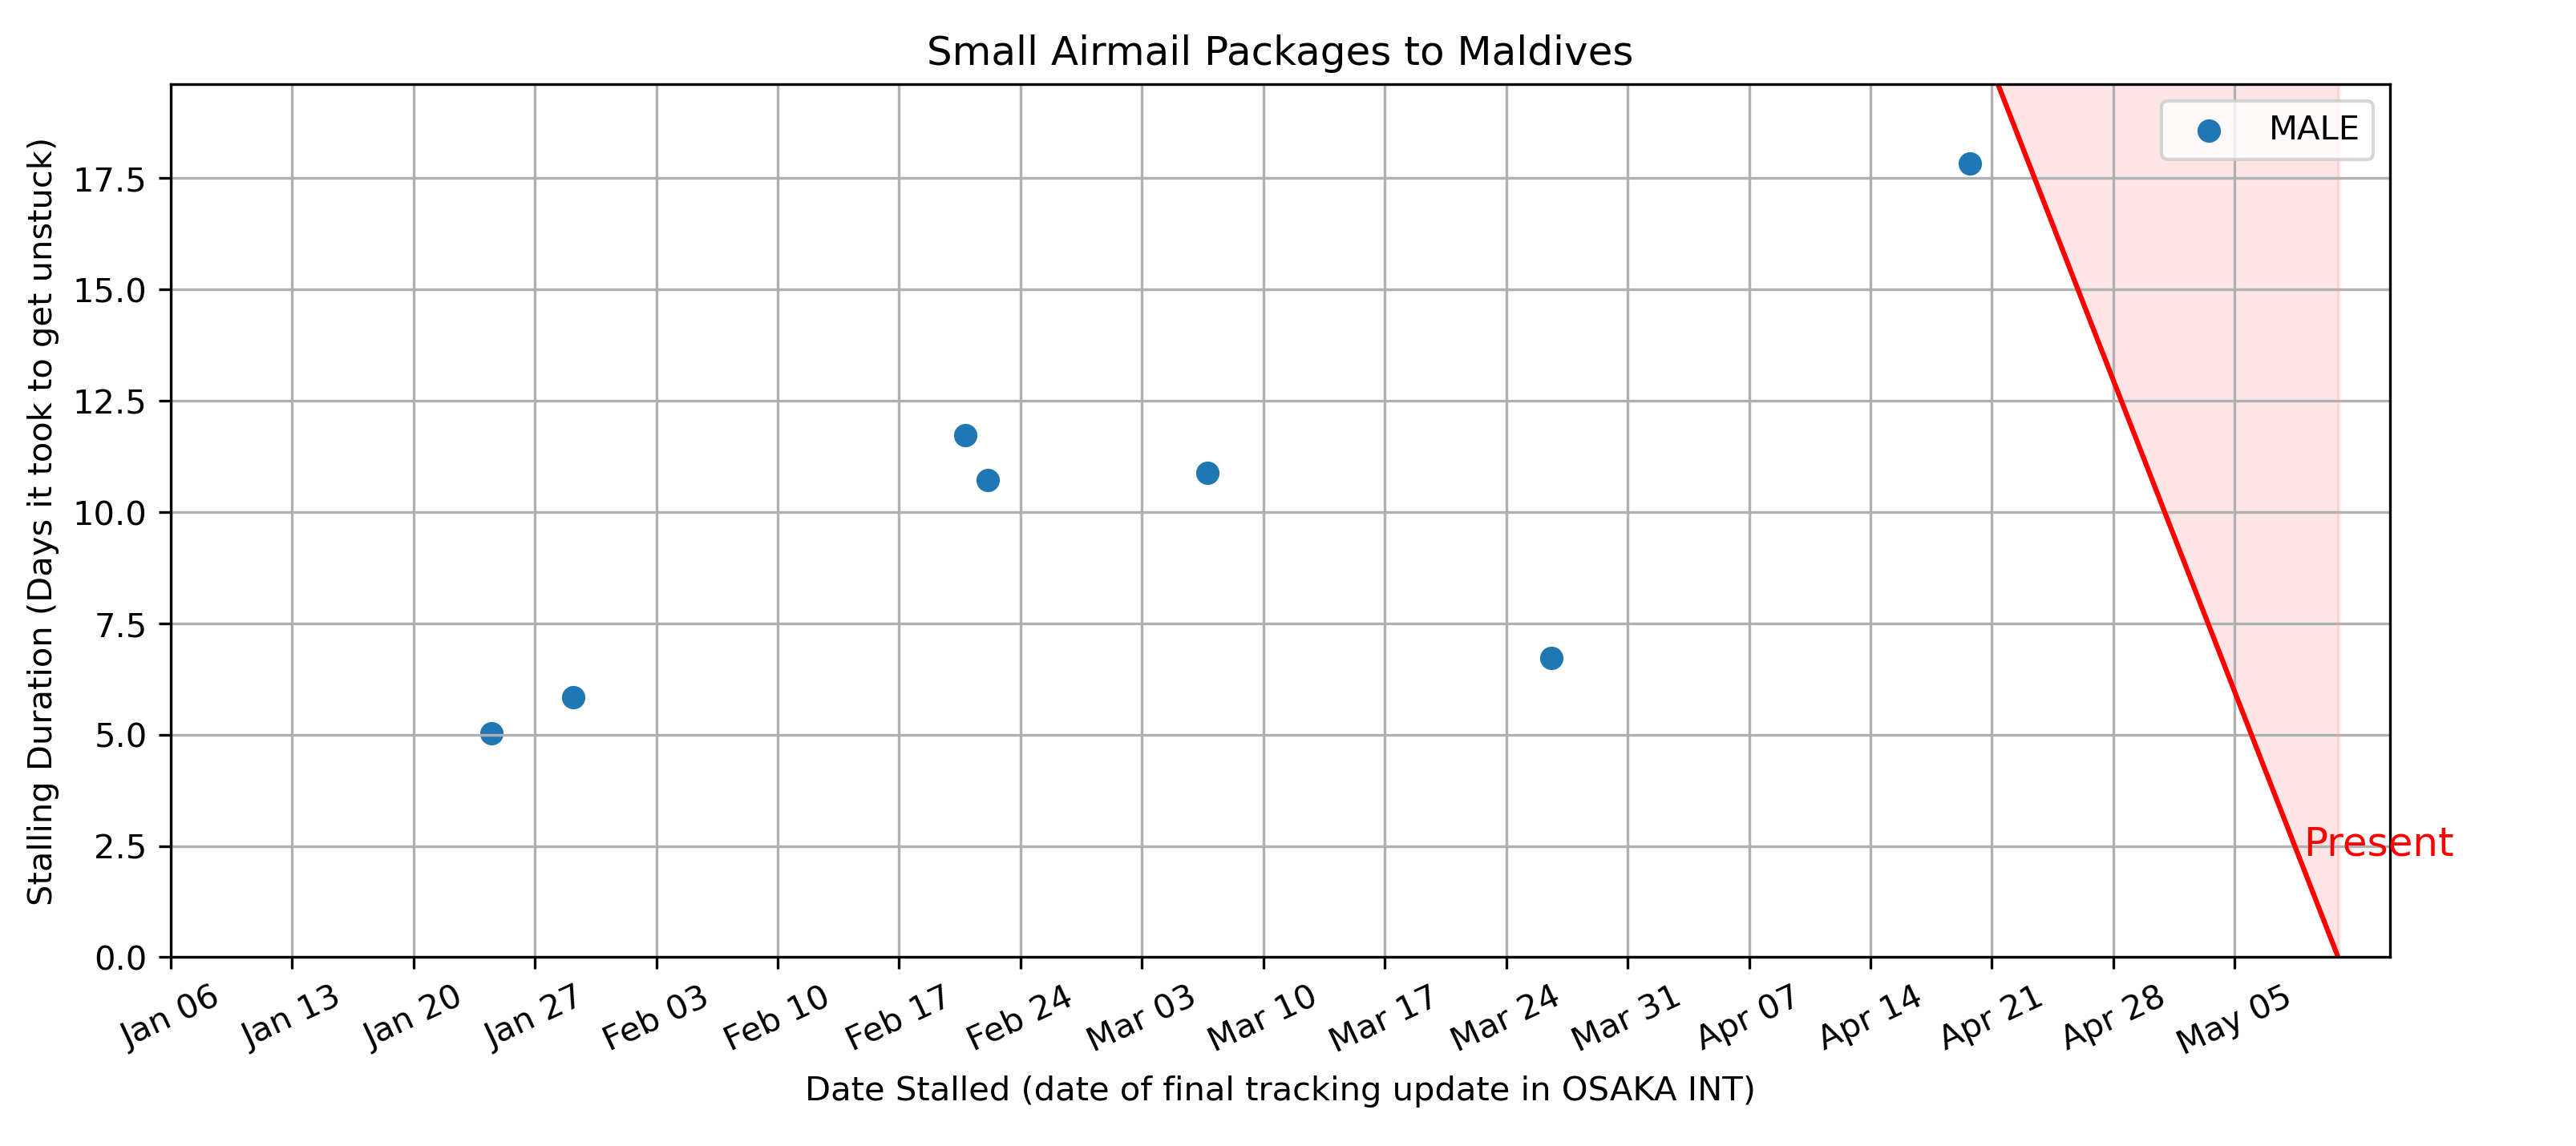 Small Airmail Packages to Maldives
MALE
Stalling Duration (Days it took to get unstuck)
17.5
15.0
12.5
10.0
7.5
5.0
2.5
0.0
Present
Jan 06 Jan 13 Jan 20 Jan 27 Feb 03 Feb 10 Feb 17 Feb 24 Mar 03 Mar 10 Mar 17 Mar 24 Mar 31 Apr 07 Apr 14 Apr 21 Apr 28 May 05
Date Stalled (date of final tracking update in OSAKA INT)